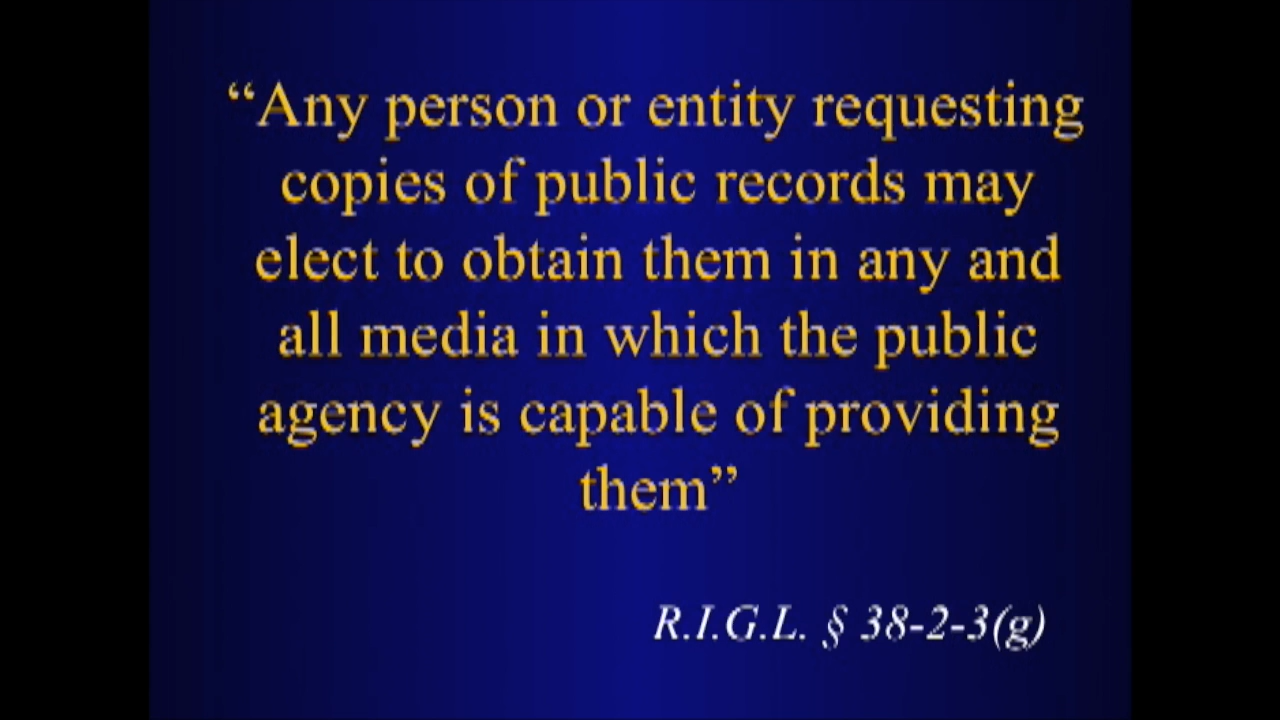 “Any person or entity requesting
copies of public records may
elect to obtain them in any and
all media in which the public
agency is capable of providing
them”
R.I.G.L. § 38-2-3(g)